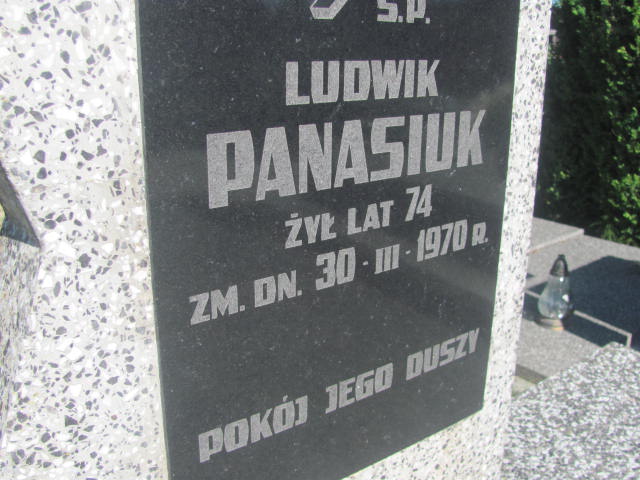 Ś.P.
LUDWIK
PANASIUK
ŻYŁ LAT 74
ZM. DN. 30-III-1970 R.
POKÓJ JEGO DUSZY